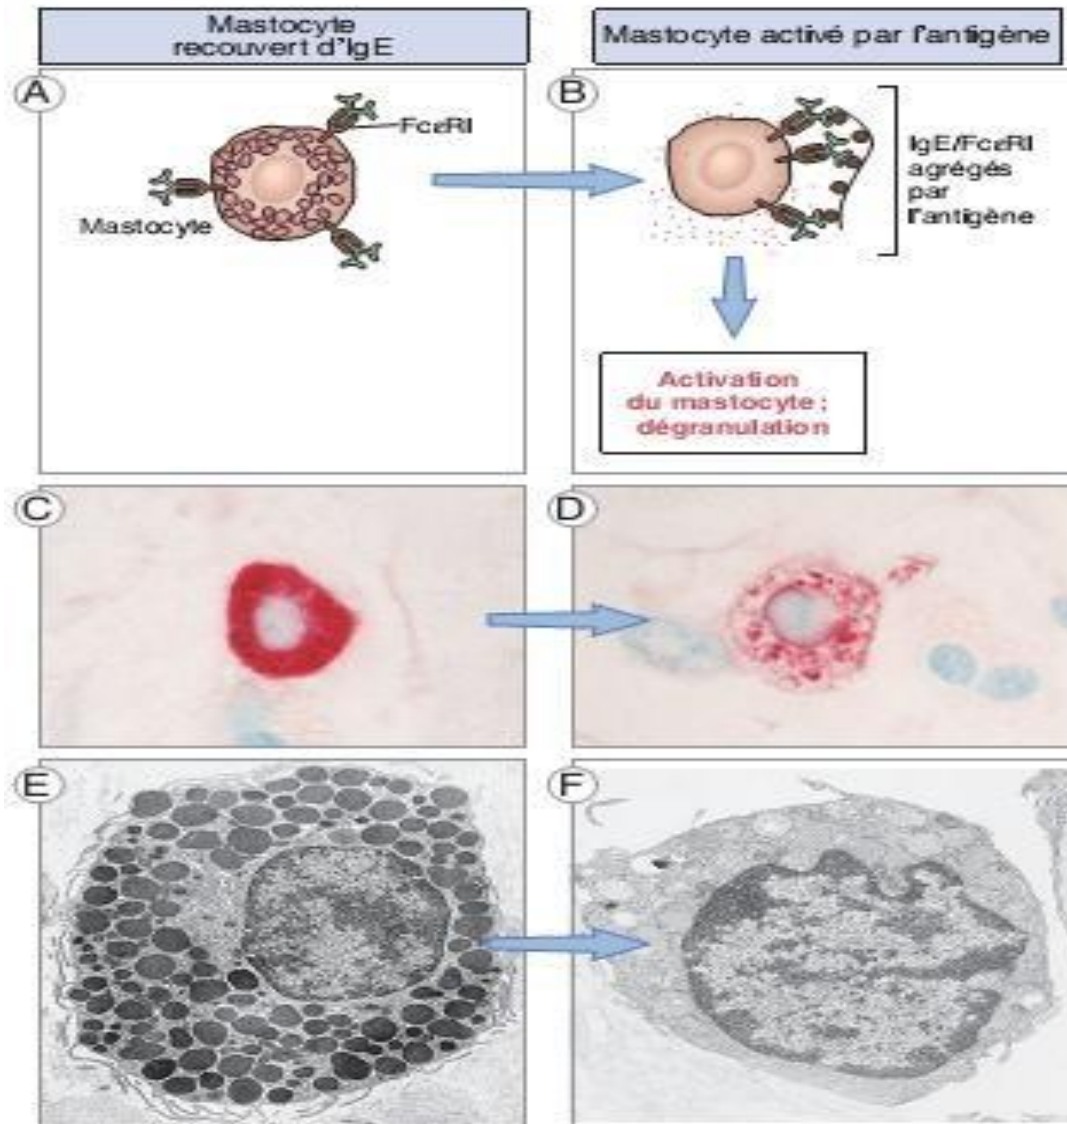 Mastocyte
recouvert d'IgE
Mastocyte activé par l'antigène
A
FcεRI
Mastocyte
B
IgE/FcεRI
agrégés
par
l'antigène
Activation
du mastocyte ;
dégranulation
C
D
E
F